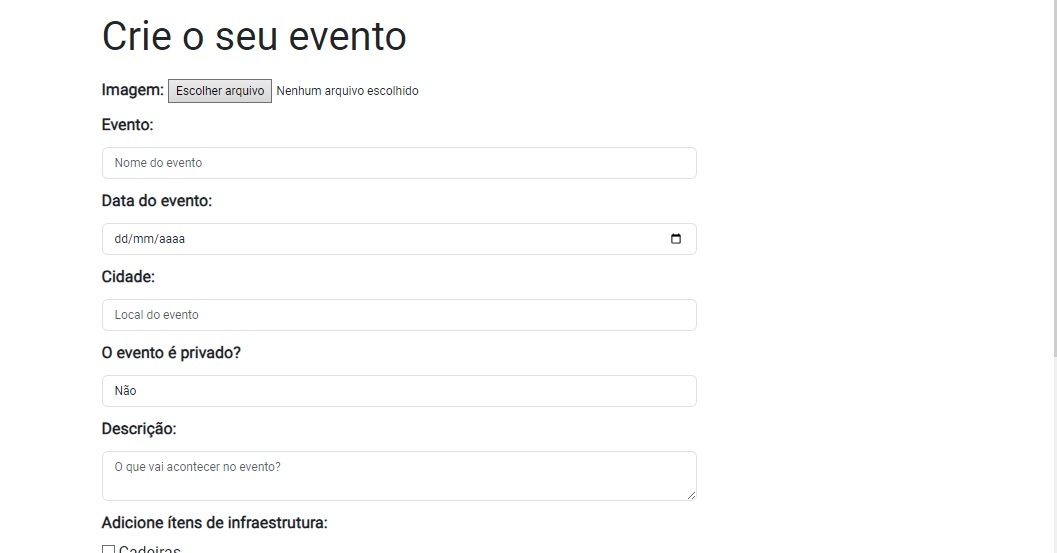 Crie o seu evento
Imagem: Escolher arquivo Nenhum arquivo escolhido
Evento:
Nome do evento
Data do evento:
dd/mm/aaaa
Cidade:
Local do evento
O evento é privado?
Não
Descrição:
O que vai acontecer no evento?
Adicione ítens de infraestrutura:
Cadeiras